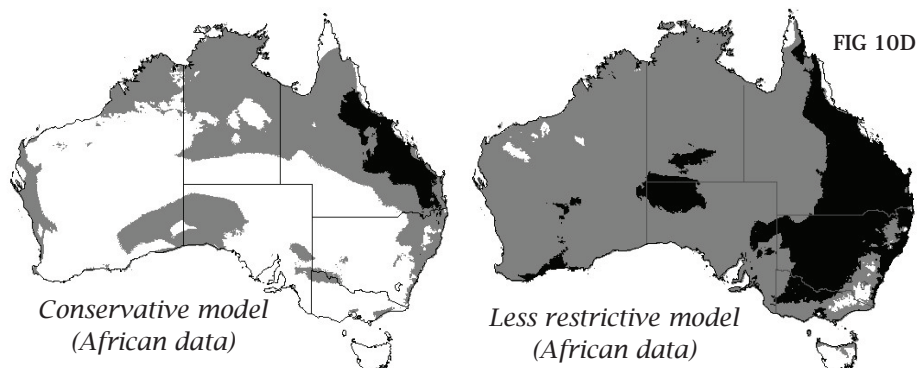 FIG 10D
Conservative model
(African data)
Less restrictive model
(African data)